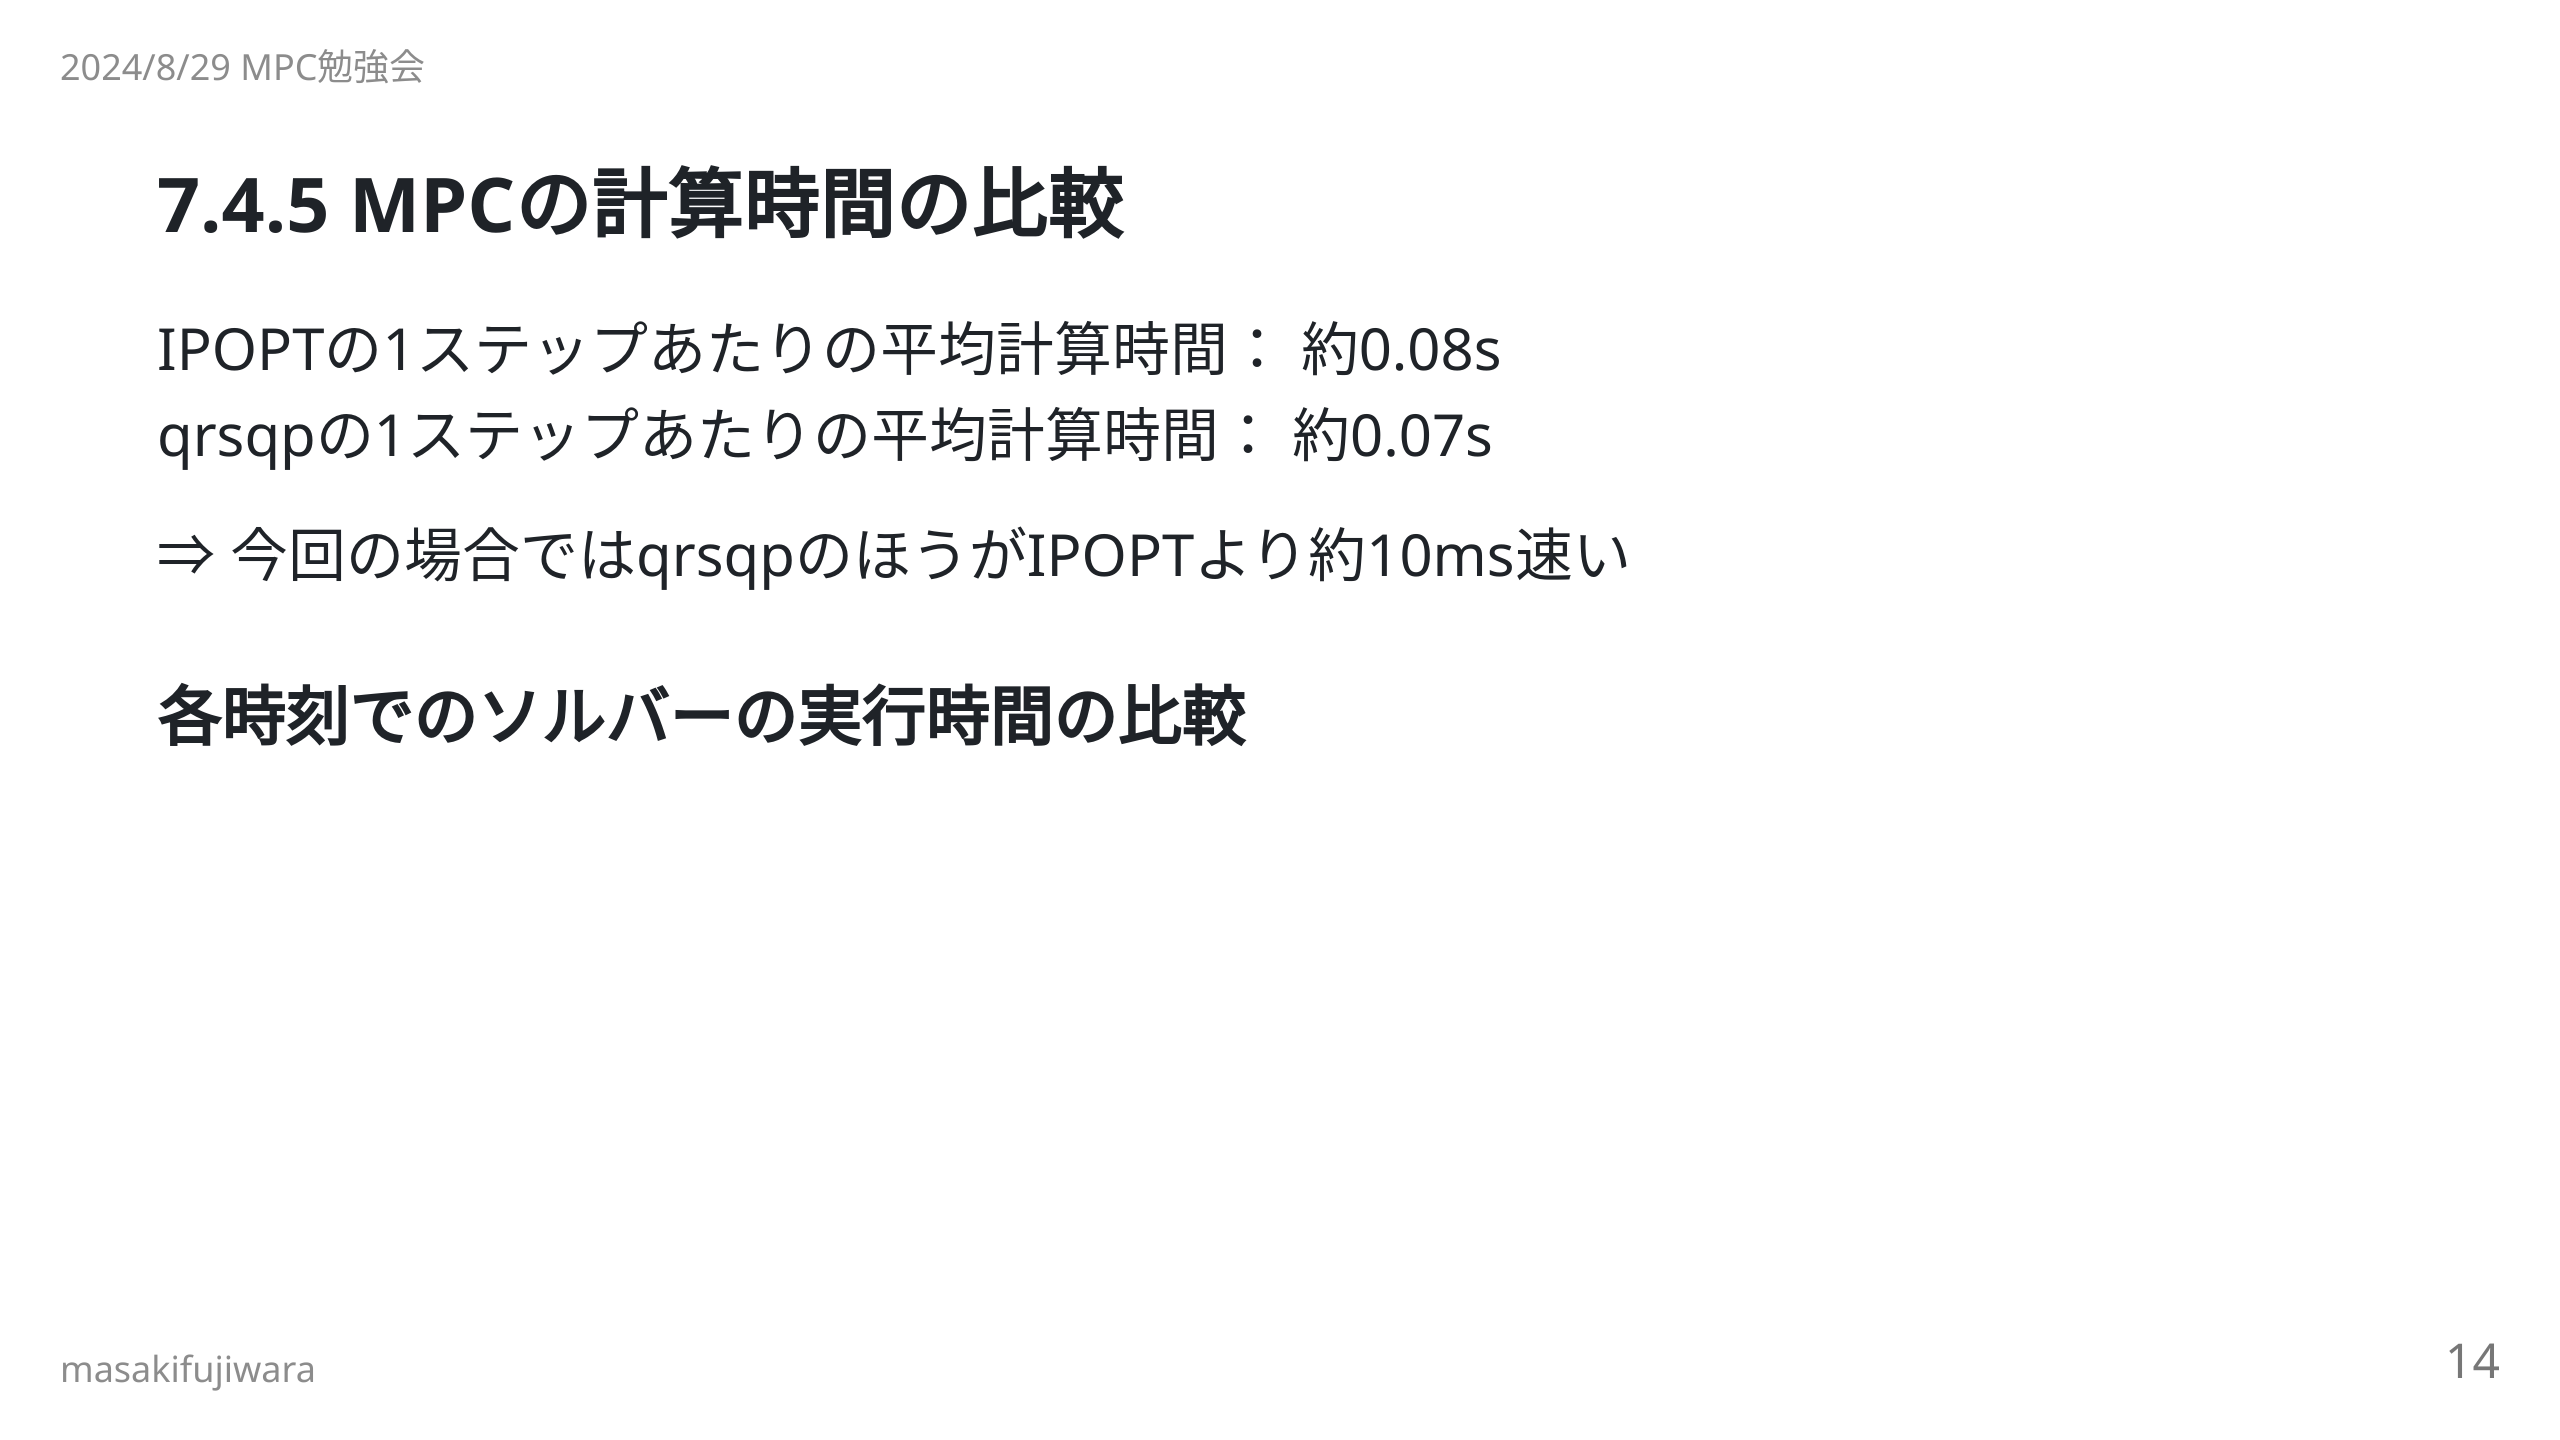 2024/8/29 MPC勉強会
7.4.5 MPCの計算時間の比較
IPOPTの1ステップあたりの平均計算時間： 約0.08s
qrsqpの1ステップあたりの平均計算時間： 約0.07s
⇒ 今回の場合ではqrsqpのほうがIPOPTより約10ms速い
各時刻でのソルバーの実行時間の比較
masakifujiwara
14